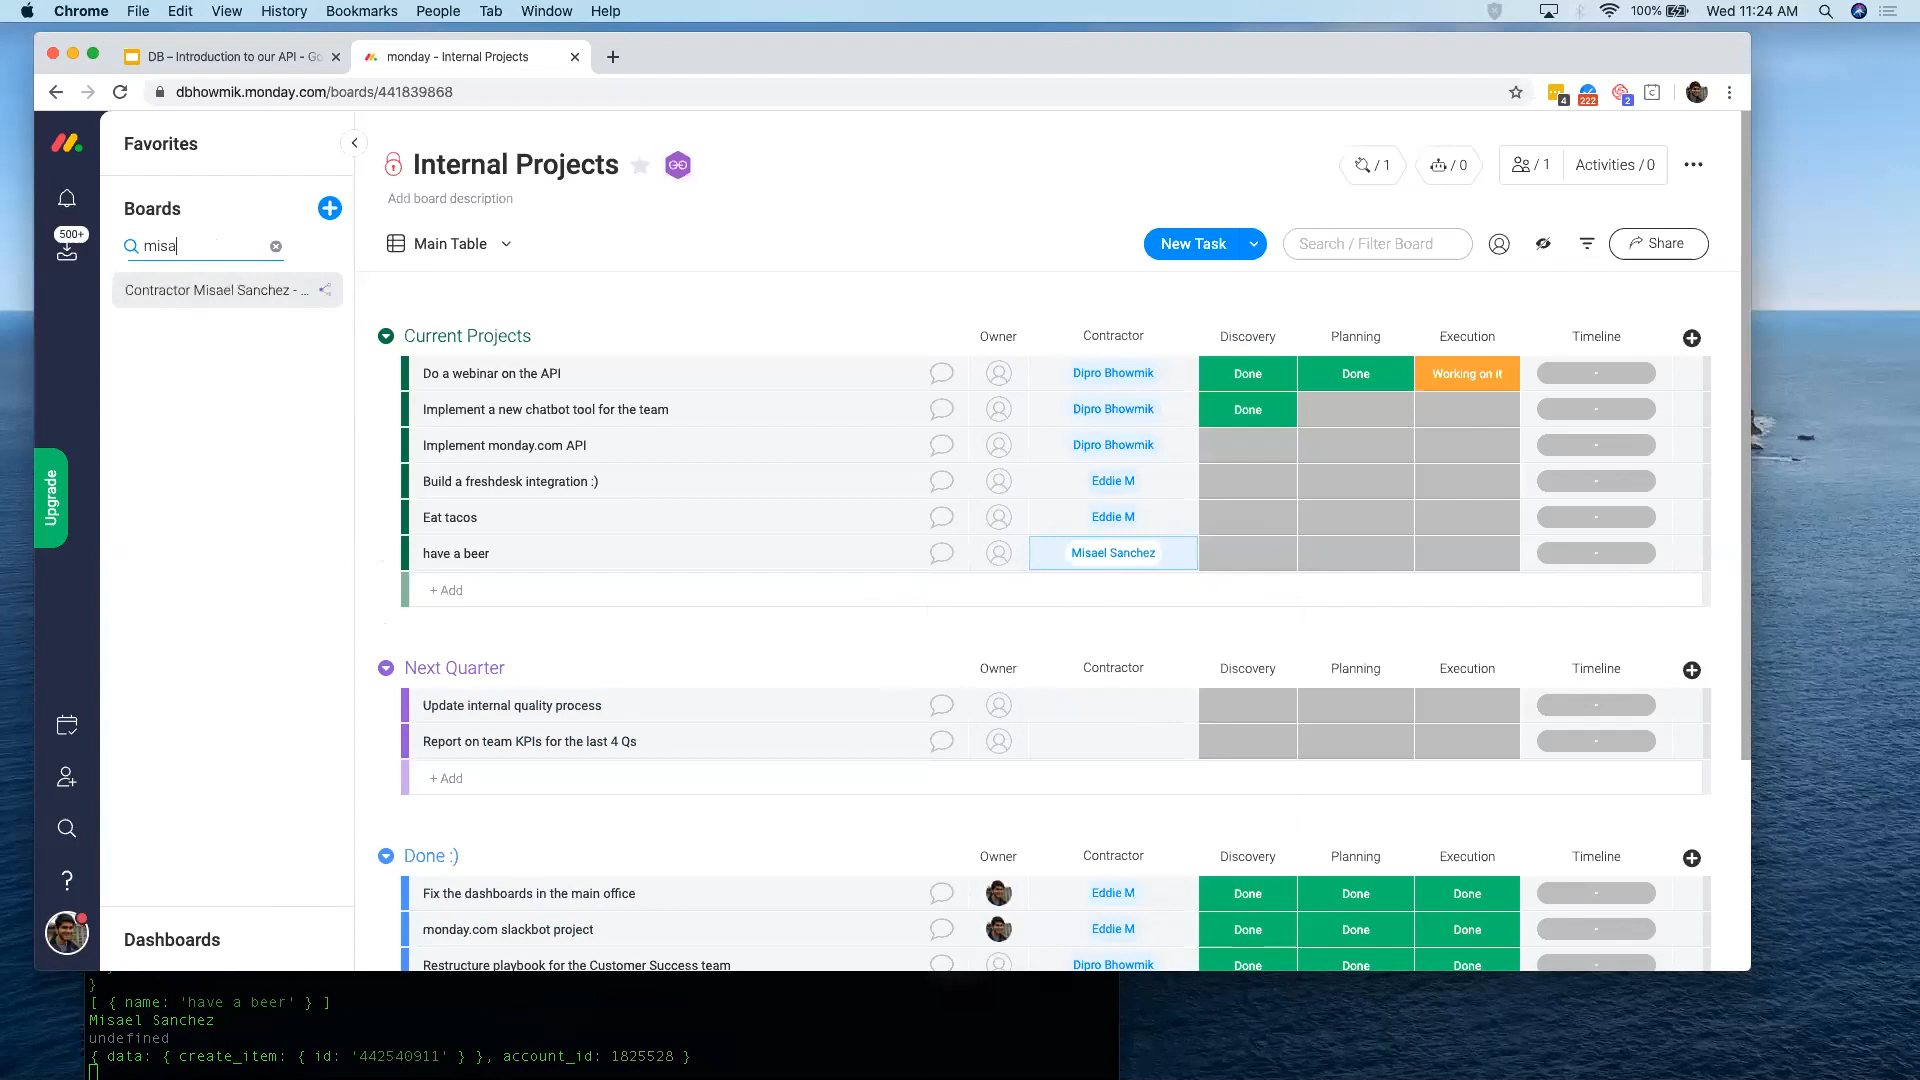 Chrome File Edit View History Bookmarks People Tab Window Help 100% Wed 11:24 AM
DB – Introduction to our API - Go
monday - Internal Projects
dbhowmik.monday.com/boards/441839868
4
222
2
Favorites
Boards
500+
misa
Contractor Misael Sanchez - ...
Upgrade
Dashboards
Internal Projects
Add board description
/ 1
/ 0
/ 1
Activities / 0
Main Table
New Task
Search / Filter Board
Share
Current Projects Owner Contractor Discovery Planning Execution Timeline
Do a webinar on the API Dipro Bhowmik Done Done Working on it -
Implement a new chatbot tool for the team Dipro Bhowmik Done -
Implement monday.com API Dipro Bhowmik -
Build a freshdesk integration :) Eddie M -
Eat tacos Eddie M -
have a beer Misael Sanchez -
+ Add
Next Quarter Owner Contractor Discovery Planning Execution Timeline
Update internal quality process -
Report on team KPIs for the last 4 Qs -
+ Add
Done :) Owner Contractor Discovery Planning Execution Timeline
Fix the dashboards in the main office Eddie M Done Done Done -
monday.com slackbot project Eddie M Done Done Done -
Restructure playbook for the Customer Success team Dipro Bhowmik Done Done Done -
}
[ { name: 'have a beer' } ]
Misael Sanchez
undefined
{ data: { create_item: { id: '442540911' } }, account_id: 1825528 }